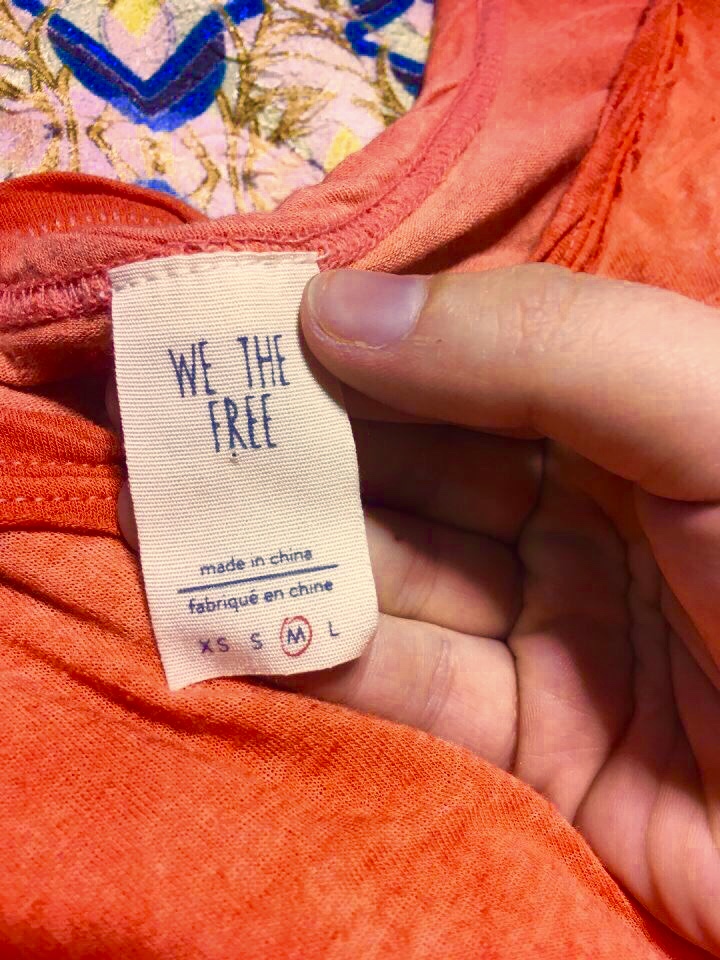 WE THE
FREE
made in china
fabriqué en chine
XS S M L